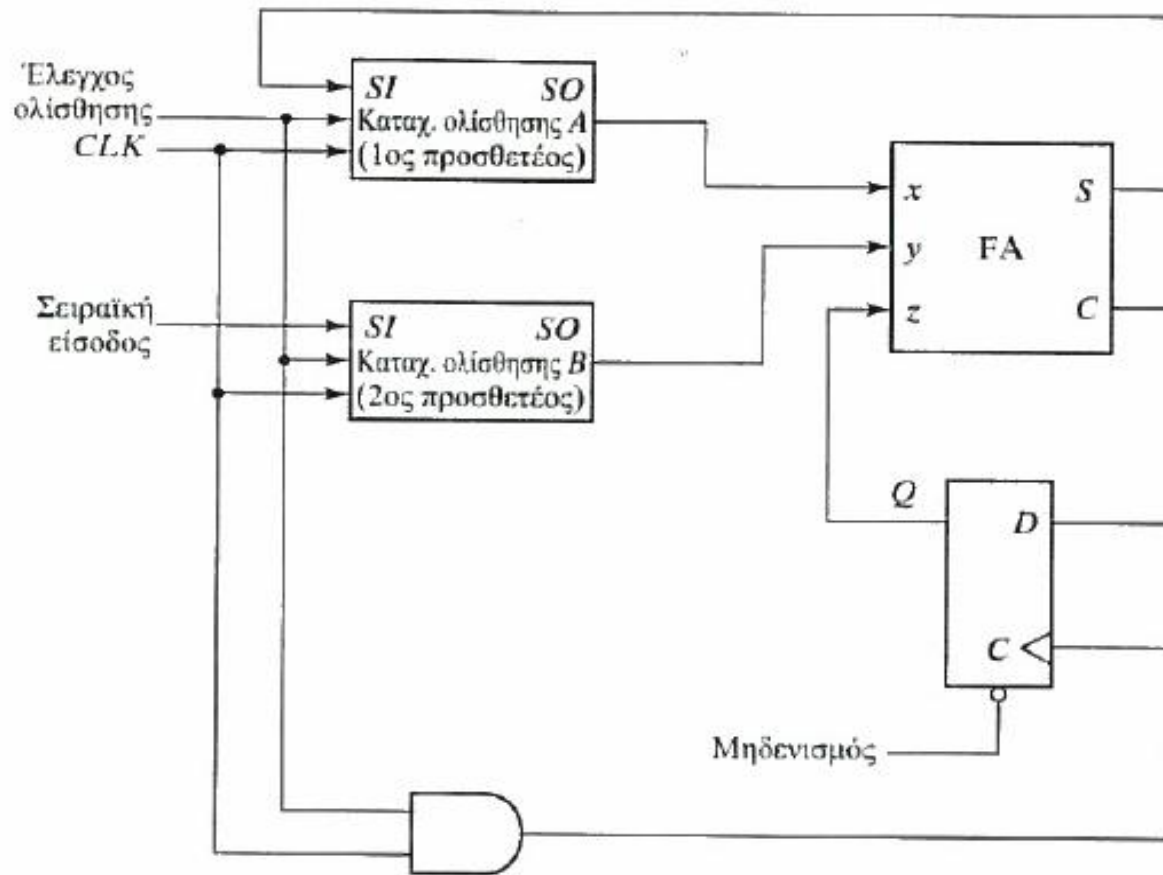 Έλεγχος
ολίσθησης
CLK
SI SO
Καταχ. ολίσθησης A
(1ος προσθετέος)
x S
y FA
z C
Σειραϊκή
είσοδος
SI SO
Καταχ. ολίσθησης B
(2ος προσθετέος)
Q
D
C
Μηδενισμός